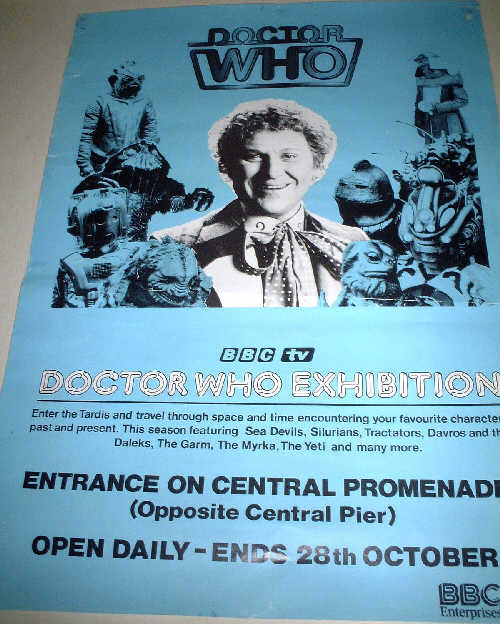 DOCTOR
WHO
?
BBC tv
DOCTOR WHO EXHIBITION
Enter the Tardis and travel through space and time encountering your favourite character
past and present. This season featuring Sea Devils, Silurians, Tractators, Davros and th
Daleks, The Garm, The Myrka, The Yeti and many more.
ENTRANCE ON CENTRAL PROMENADE
(Opposite Central Pier)
OPEN DAILY - ENDS 28th OCTOBER
BBC
Enterprises